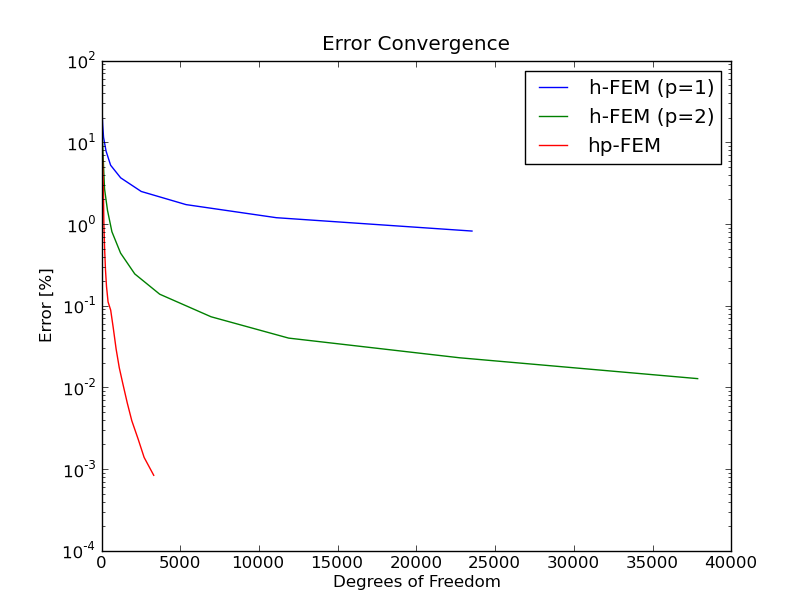 Error Convergence
h-FEM (p=1)
h-FEM (p=2)
hp-FEM
Error [%]
10^2
10^1
10^0
10^-1
10^-2
10^-3
10^-4
0 5000 10000 15000 20000 25000 30000 35000 40000
Degrees of Freedom